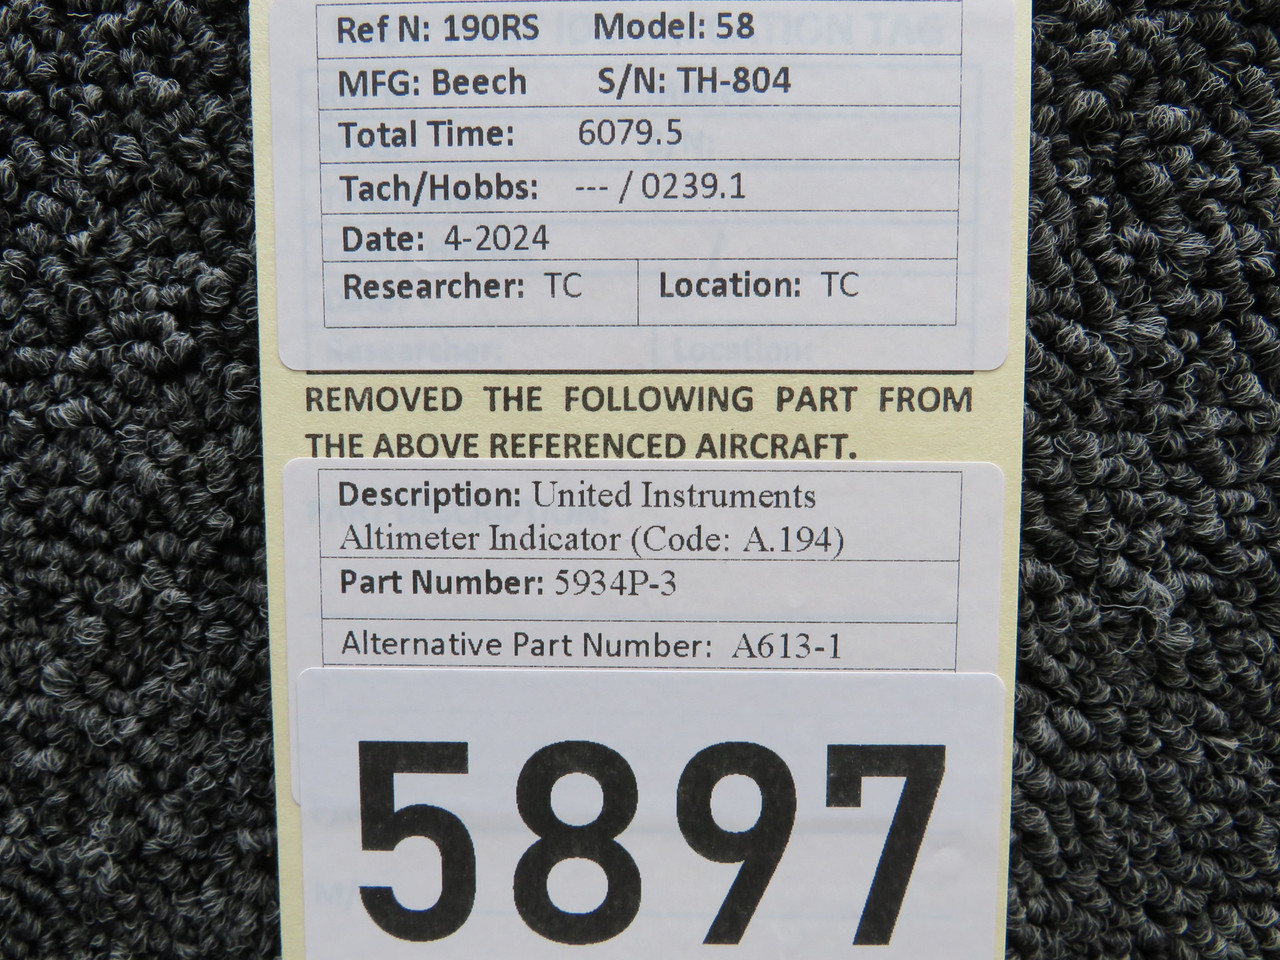 Ref N: 190RS Model: 58
MFG: Beech S/N: TH-804
Total Time: 6079.5
Tach/Hobbs: --- / 0239.1
Date: 4-2024
Researcher: TC Location: TC
Researcher: Location:
REMOVED THE FOLLOWING PART FROM
THE ABOVE REFERENCED AIRCRAFT.
Description: United Instruments
Altimeter Indicator (Code: A.194)
Part Number: 5934P-3
Alternative Part Number: A613-1
5897